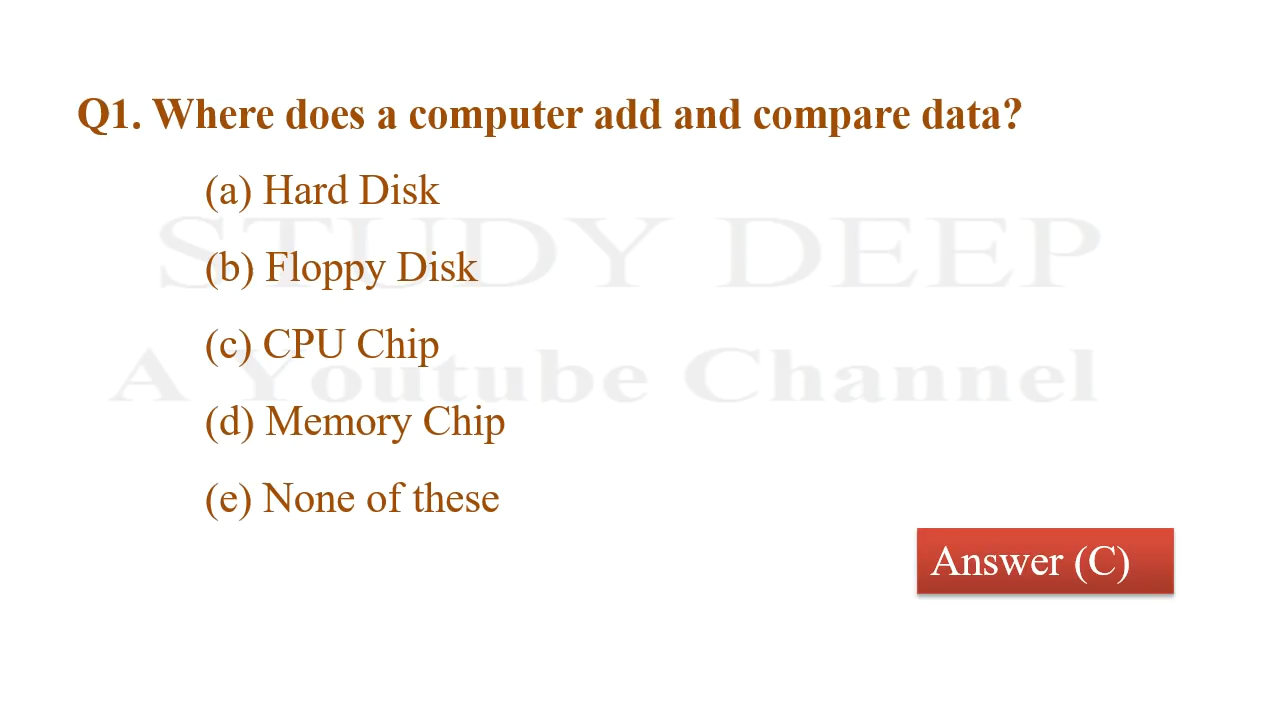 Q1. Where does a computer add and compare data?
(a) Hard Disk
STUDY DEEP
(b) Floppy Disk
(c) CPU Chip
A Youtube Channel
(d) Memory Chip
(e) None of these
Answer (C)